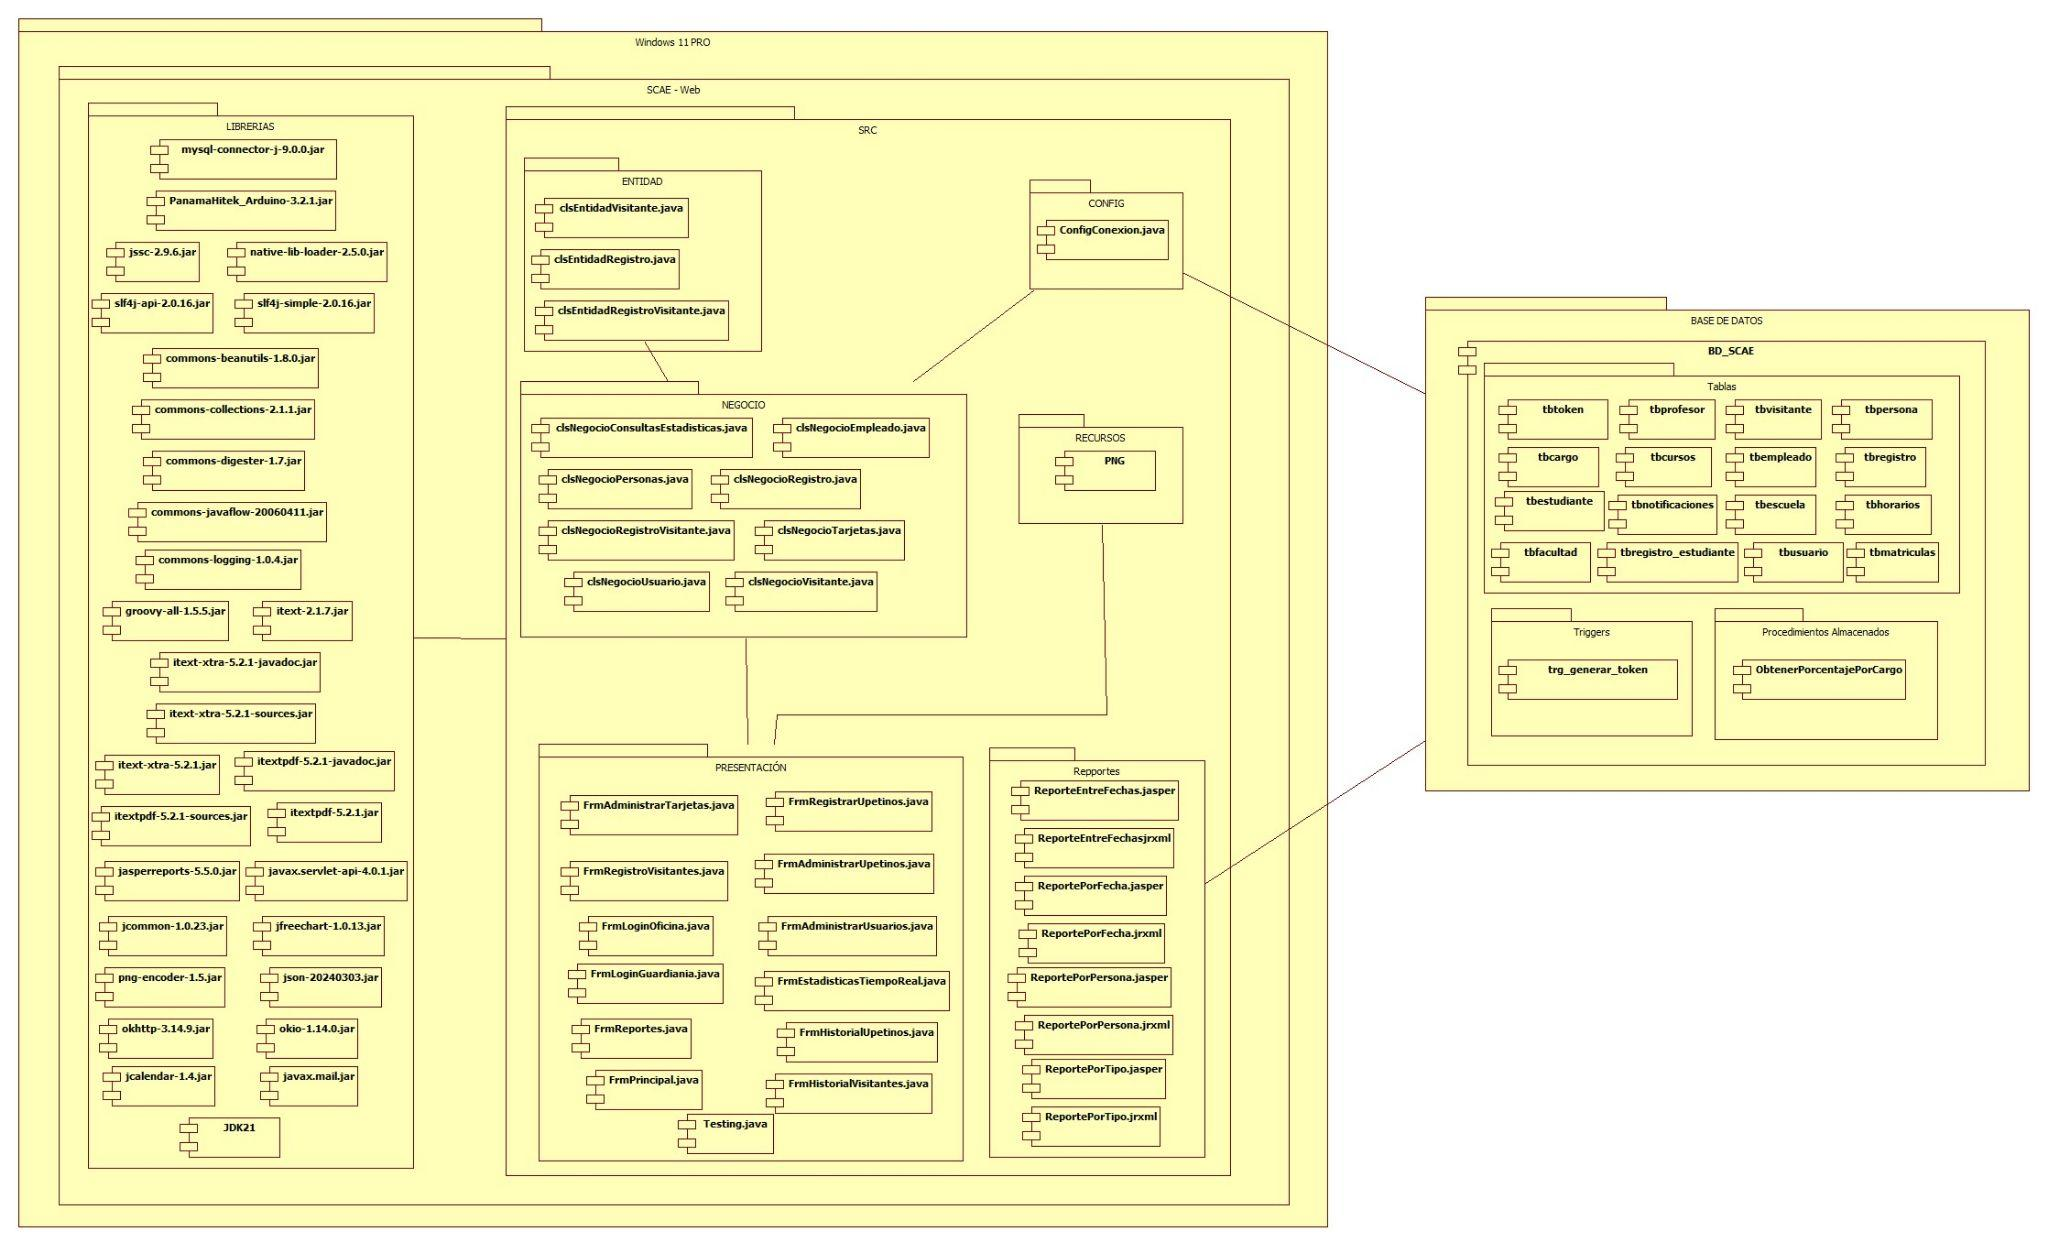 Windows 11 PRO
SCAE - Web
LIBRERIAS
mysql-connector-j-9.0.0.jar
PanamaHitek_Arduino-3.2.1.jar
jssc-2.9.6.jar
native-lib-loader-2.5.0.jar
slf4j-api-2.0.16.jar
slf4j-simple-2.0.16.jar
commons-beanutils-1.8.0.jar
commons-collections-2.1.1.jar
commons-digester-1.7.jar
commons-javaflow-20060411.jar
commons-logging-1.0.4.jar
groovy-all-1.5.5.jar
itext-2.1.7.jar
itext-xtra-5.2.1-javadoc.jar
itext-xtra-5.2.1-sources.jar
itext-xtra-5.2.1.jar
itextpdf-5.2.1-javadoc.jar
itextpdf-5.2.1-sources.jar
itextpdf-5.2.1.jar
jasperreports-5.5.0.jar
javax.servlet-api-4.0.1.jar
jcommon-1.0.23.jar
jfreechart-1.0.13.jar
png-encoder-1.5.jar
json-20240303.jar
okhttp-3.14.9.jar
okio-1.14.0.jar
jcalendar-1.4.jar
javax.mail.jar
JDK21
SRC
ENTIDAD
clsEntidadVisitante.java
clsEntidadRegistro.java
clsEntidadRegistroVisitante.java
CONFIG
ConfigConexion.java
NEGOCIO
clsNegocioConsultasEstadisticas.java
clsNegocioEmpleado.java
clsNegocioPersonas.java
clsNegocioRegistro.java
clsNegocioRegistroVisitante.java
clsNegocioTarjetas.java
clsNegocioUsuario.java
clsNegocioVisitante.java
RECURSOS
PNG
PRESENTACIÓN
FrmAdministrarTarjetas.java
FrmRegistrarUpetinos.java
FrmRegistroVisitantes.java
FrmAdministrarUpetinos.java
FrmLoginOficina.java
FrmAdministrarUsuarios.java
FrmLoginGuardiania.java
FrmEstadisticasTiempoReal.java
FrmReportes.java
FrmHistorialUpetinos.java
FrmPrincipal.java
FrmHistorialVisitantes.java
Testing.java
Repportes
ReporteEntreFechas.jasper
ReporteEntreFechasjrxml
ReportePorFecha.jasper
ReportePorFecha.jrxml
ReportePorPersona.jasper
ReportePorPersona.jrxml
ReportePorTipo.jasper
ReportePorTipo.jrxml
BASE DE DATOS
BD_SCAE
Tablas
tbtoken
tbprofesor
tbvisitante
tbpersona
tbcargo
tbcursos
tbempleado
tbregistro
tbestudiante
tbnotificaciones
tbescuela
tbhorarios
tbfacultad
tbregistro_estudiante
tbusuario
tbmatriculas
Triggers
trg_generar_token
Procedimientos Almacenados
ObtenerPorcentajePorCargo